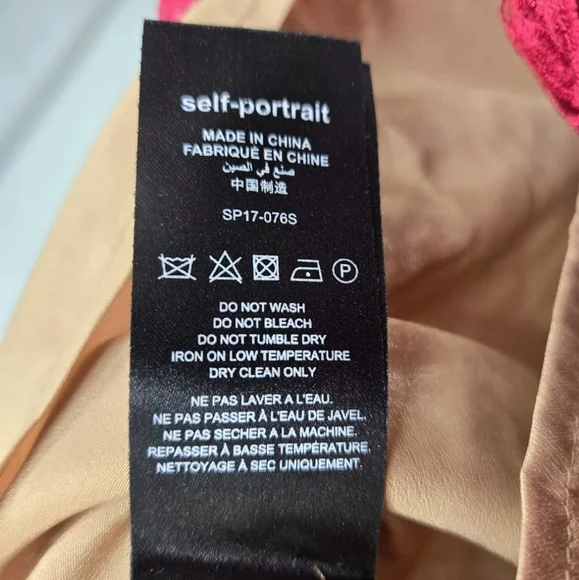 self-portrait
MADE IN CHINA
FABRIQUÉ EN CHINE
صنع في الصين
中国制造
SP17-076S
P
DO NOT WASH
DO NOT BLEACH
DO NOT TUMBLE DRY
IRON ON LOW TEMPERATURE
DRY CLEAN ONLY
NE PAS LAVER A L'EAU.
NE PAS PASSER À L'EAU DE JAVEL.
NE PAS SECHER A LA MACHINE.
REPASSER À BASSE TEMPÉRATURE.
NETTOYAGE À SEC UNIQUEMENT.